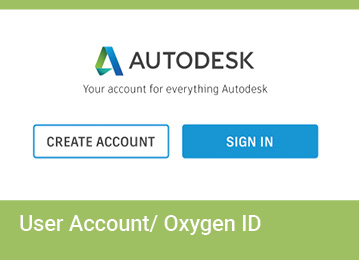 AUTODESK
Your account for everything Autodesk
CREATE ACCOUNT
SIGN IN
User Account/ Oxygen ID